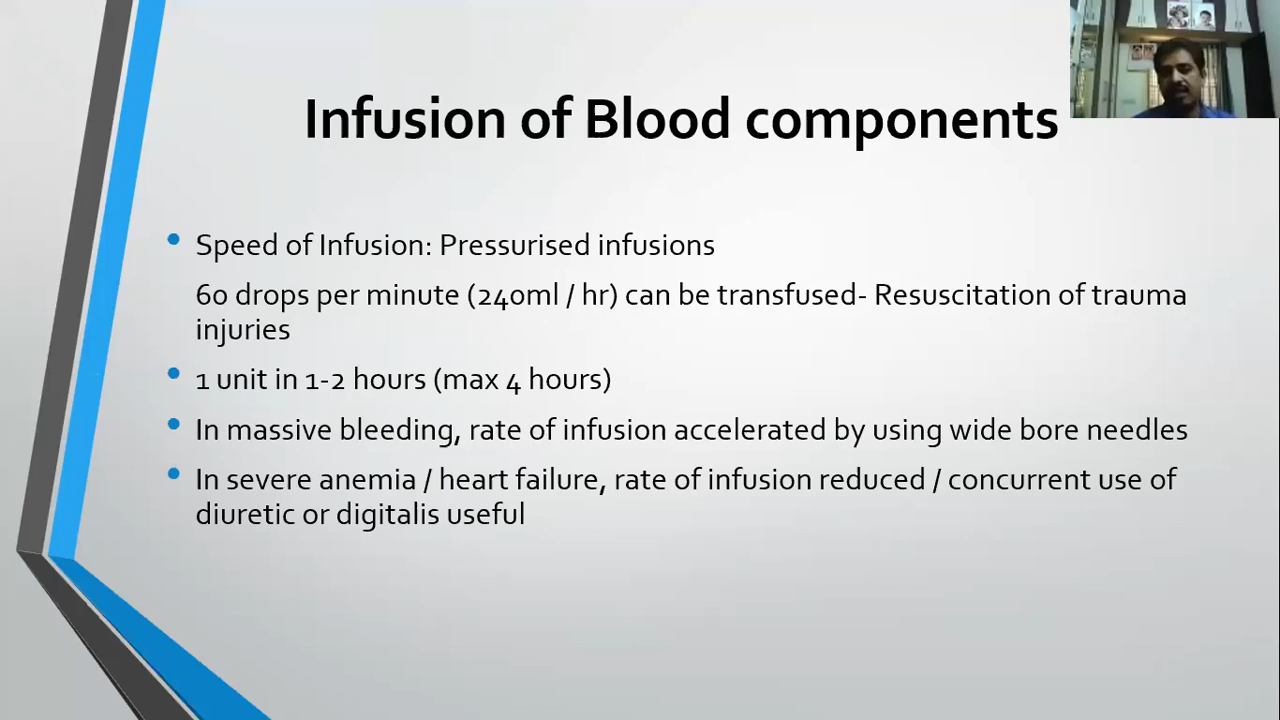 Infusion of Blood components
• Speed of Infusion: Pressurised infusions
60 drops per minute (240ml / hr) can be transfused- Resuscitation of trauma
injuries
• 1 unit in 1-2 hours (max 4 hours)
• In massive bleeding, rate of infusion accelerated by using wide bore needles
• In severe anemia / heart failure, rate of infusion reduced / concurrent use of
diuretic or digitalis useful